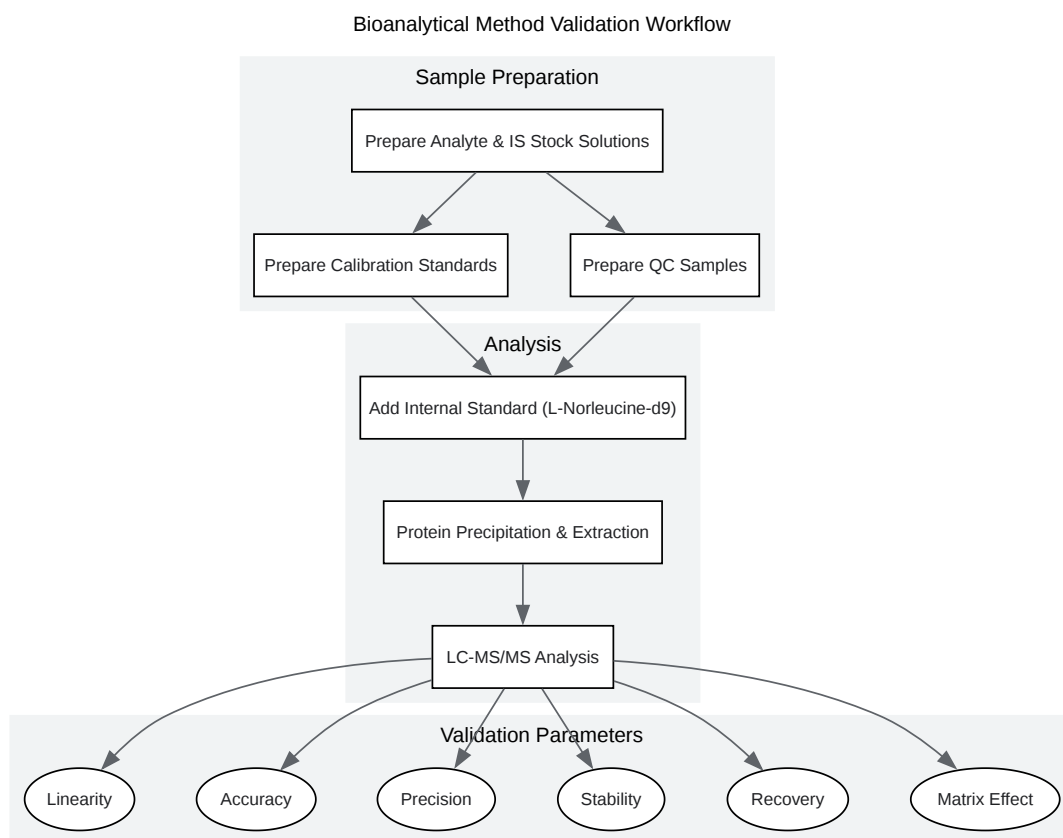 Bioanalytical Method Validation Workflow
Sample Preparation
Prepare Analyte & IS Stock Solutions
Prepare Calibration Standards
Prepare QC Samples
Analysis
Add Internal Standard (L-Norleucine-d9)
Protein Precipitation & Extraction
LC-MS/MS Analysis
Validation Parameters
Linearity
Accuracy
Precision
Stability
Recovery
Matrix Effect